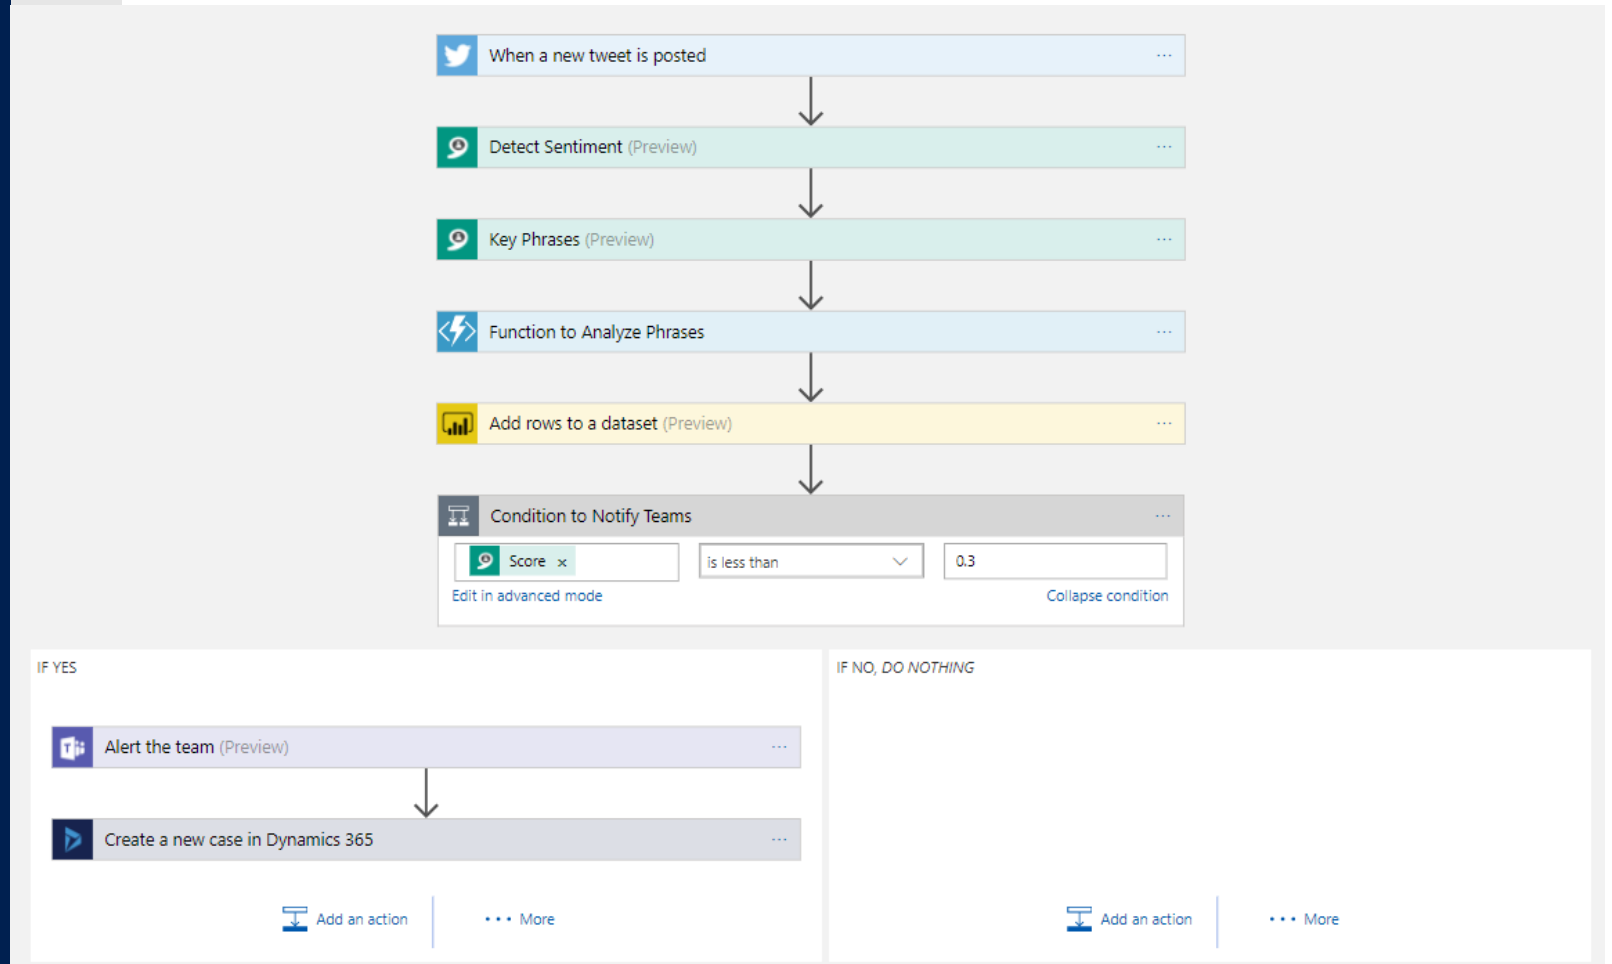 When a new tweet is posted
Detect Sentiment (Preview)
Key Phrases (Preview)
Function to Analyze Phrases
Add rows to a dataset (Preview)
Condition to Notify Teams
Score x is less than 0.3
Edit in advanced mode Collapse condition
IF YES
Alert the team (Preview)
Create a new case in Dynamics 365
Add an action ••• More
IF NO, DO NOTHING
Add an action ••• More